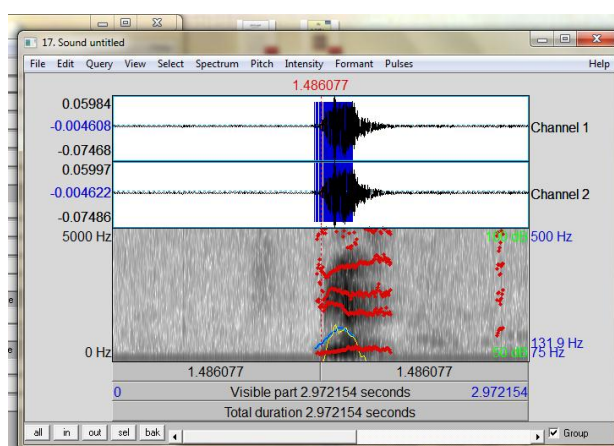 17. Sound untitled
File Edit Query View Select Spectrum Pitch Intensity Formant Pulses Help
1.486077
0.05984
-0.004608
-0.07468
Channel 1
0.05997
-0.004622
-0.07486
Channel 2
5000 Hz
500 Hz
0 Hz
131.9 Hz
75 Hz
1.486077 1.486077
0 Visible part 2.972154 seconds 2.972154
Total duration 2.972154 seconds
all in out sel bak Group